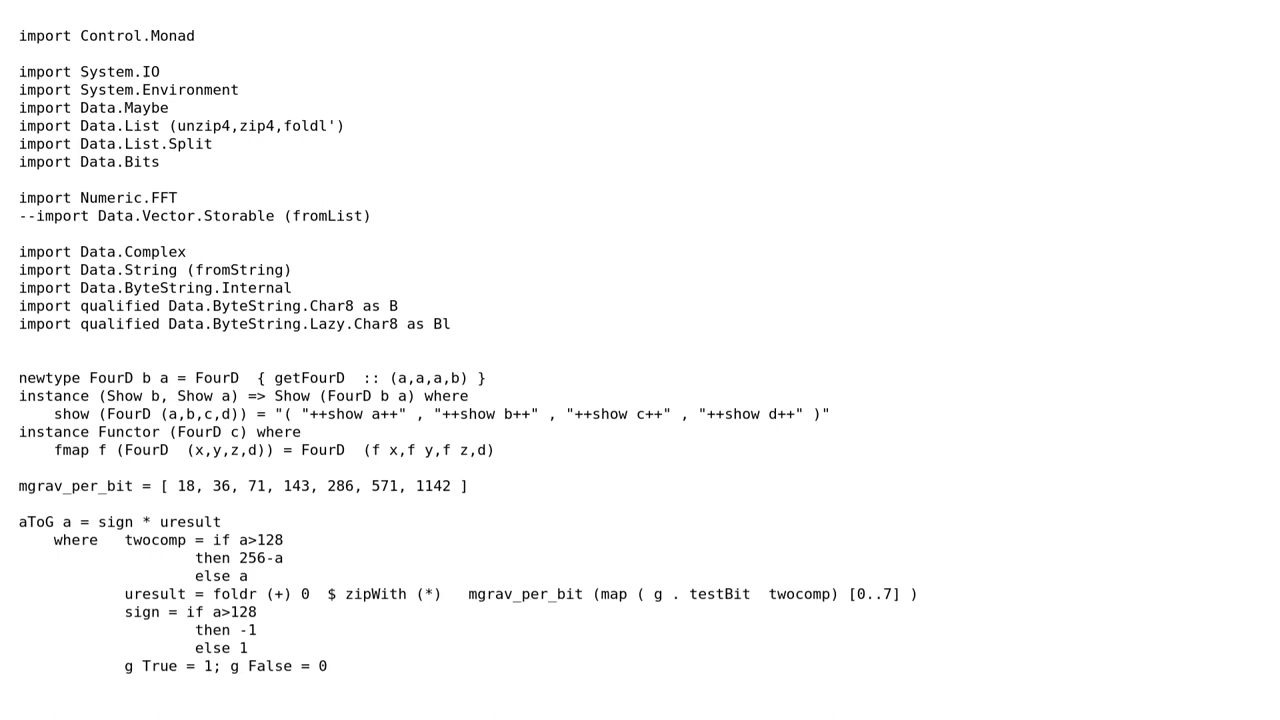 import Control.Monad

import System.IO
import System.Environment
import Data.Maybe
import Data.List (unzip4,zip4,foldl')
import Data.List.Split
import Data.Bits

import Numeric.FFT
--import Data.Vector.Storable (fromList)

import Data.Complex
import Data.String (fromString)
import Data.ByteString.Internal
import qualified Data.ByteString.Char8 as B
import qualified Data.ByteString.Lazy.Char8 as Bl


newtype FourD b a = FourD  { getFourD  :: (a,a,a,b) }
instance (Show b, Show a) => Show (FourD b a) where
    show (FourD (a,b,c,d)) = "( "++show a++" , "++show b++" , "++show c++" , "++show d++" )"
instance Functor (FourD c) where
    fmap f (FourD  (x,y,z,d)) = FourD  (f x,f y,f z,d)

mgrav_per_bit = [ 18, 36, 71, 143, 286, 571, 1142 ]

aToG a = sign * uresult
    where   twocomp = if a>128
                    then 256-a
                    else a
            uresult = foldr (+) 0  $ zipWith (*)   mgrav_per_bit (map ( g . testBit  twocomp) [0..7] )
            sign = if a>128
                    then -1
                    else 1
            g True = 1; g False = 0